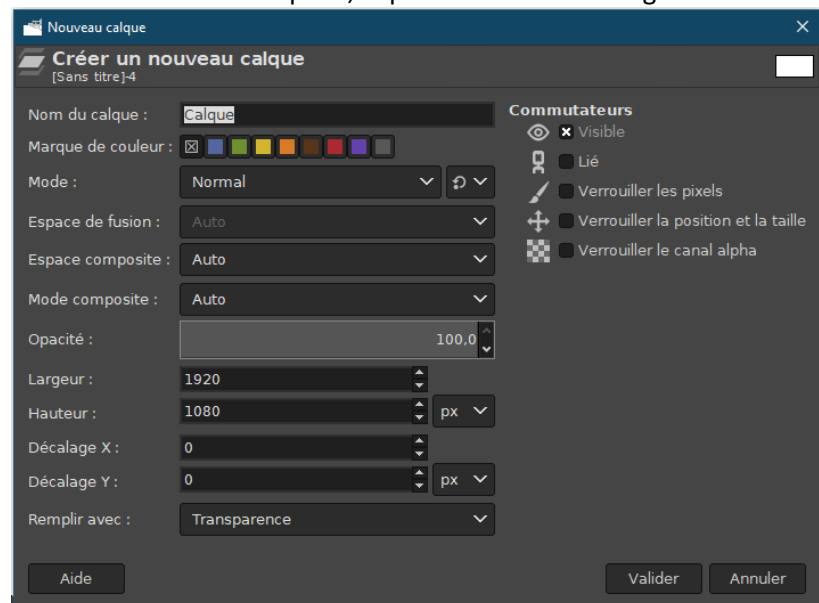 Nouveau calque
Créer un nouveau calque
[Sans titre]-4
Nom du calque : Calque
Marque de couleur :
Mode : Normal
Espace de fusion : Auto
Espace composite : Auto
Mode composite : Auto
Opacité : 100,0
Largeur : 1920
Hauteur : 1080 px
Décalage X : 0
Décalage Y : 0 px
Remplir avec : Transparence
Commutateurs
Visible
Lié
Verrouiller les pixels
Verrouiller la position et la taille
Verrouiller le canal alpha
Aide
Valider
Annuler